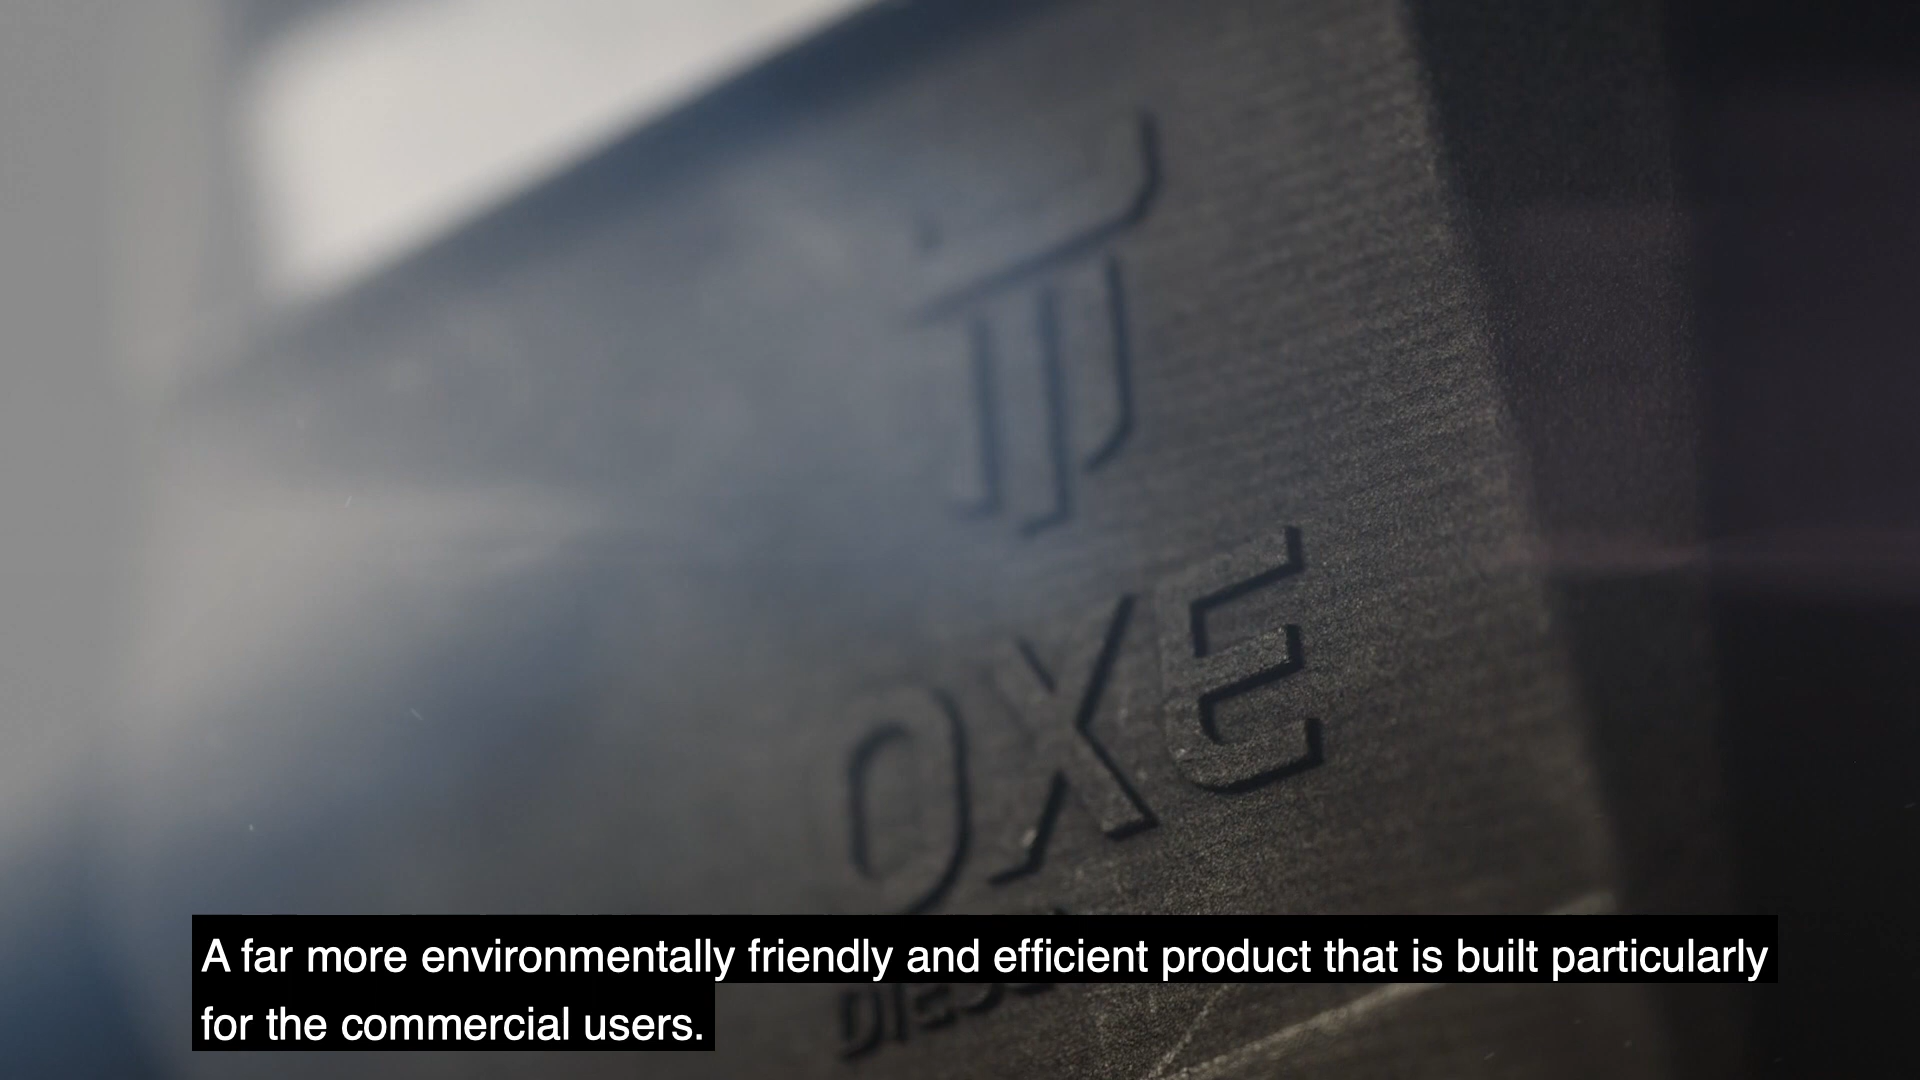 OXE
A far more environmentally friendly and efficient product that is built particularly
for the commercial users.